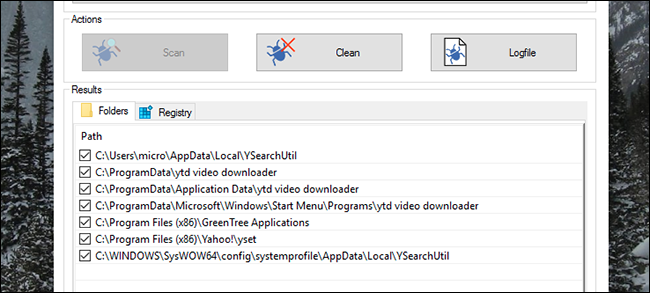 Actions
Scan
Clean
Logfile
Results
Folders
Registry
Path
C:\Users\micro\AppData\Local\YSearchUtil
C:\ProgramData\ytd video downloader
C:\ProgramData\Application Data\ytd video downloader
C:\ProgramData\Microsoft\Windows\Start Menu\Programs\ytd video downloader
C:\Program Files (x86)\GreenTree Applications
C:\Program Files (x86)\Yahoo!\yset
C:\WINDOWS\SysWOW64\config\systemprofile\AppData\Local\YSearchUtil